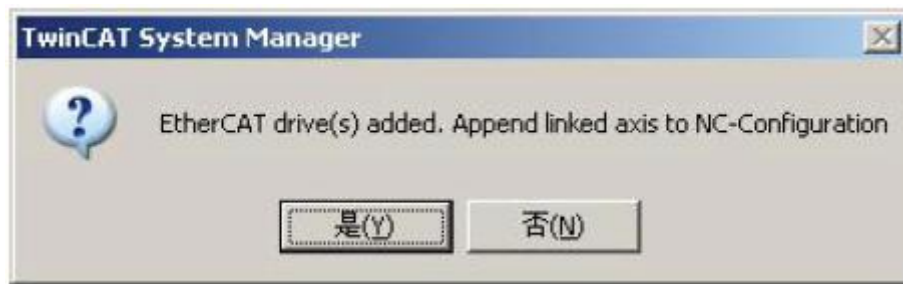 TwinCAT System Manager
EtherCAT drive(s) added. Append linked axis to NC-Configuration
是(Y) 否(N)